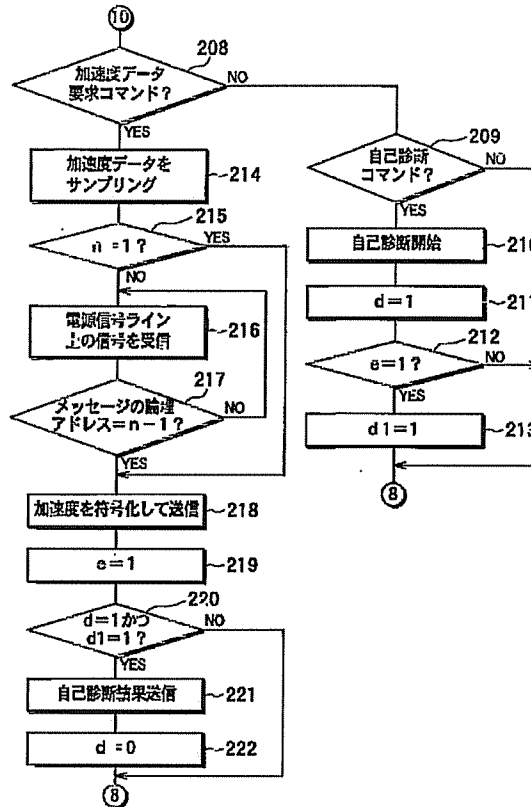 10
208
加速度データ
要求コマンド?
NO
YES
加速度データを
サンプリング
214
215
n=1?
YES
NO
電源信号ライン
上の信号を受信
216
217
メッセージの論理
アドレス=n-1?
NO
YES
加速度を符号化して送信
218
e=1
219
220
d=1かつ
d1=1?
NO
YES
自己診断結果送信
221
d=0
222
8
209
自己診断
コマンド?
NO
YES
自己診断開始
210
d=1
211
212
e=1?
NO
YES
d1=1
213
8